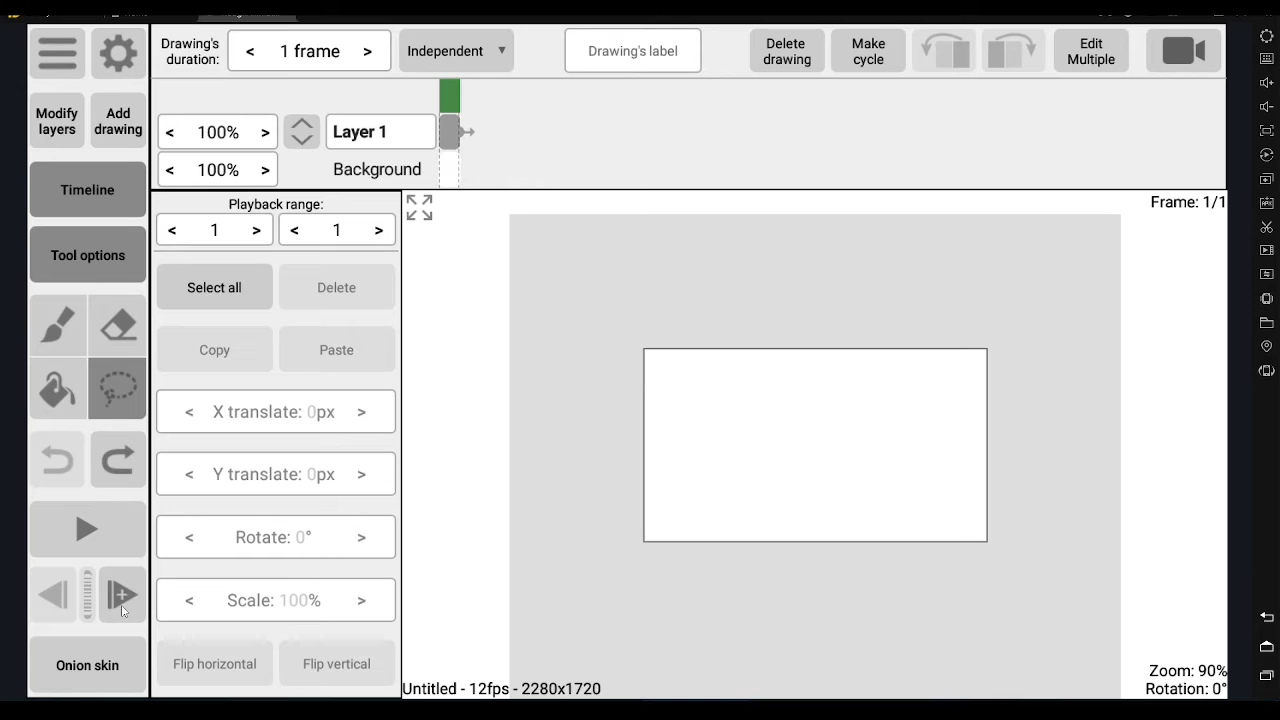 Drawing's
duration:
< 1 frame >
Independent ▼
Drawing's label
Delete
drawing
Make
cycle
Edit
Multiple
Modify
layers
Add
drawing
< 100% >
Layer 1
< 100% >
Background
Timeline
Tool options
Playback range:
< 1 >
< 1 >
Frame: 1/1
Select all
Delete
Copy
Paste
< X translate: 0px >
< Y translate: 0px >
< Rotate: 0° >
< Scale: 100% >
Flip horizontal
Flip vertical
Onion skin
Untitled - 12fps - 2280x1720
Zoom: 90%
Rotation: 0°